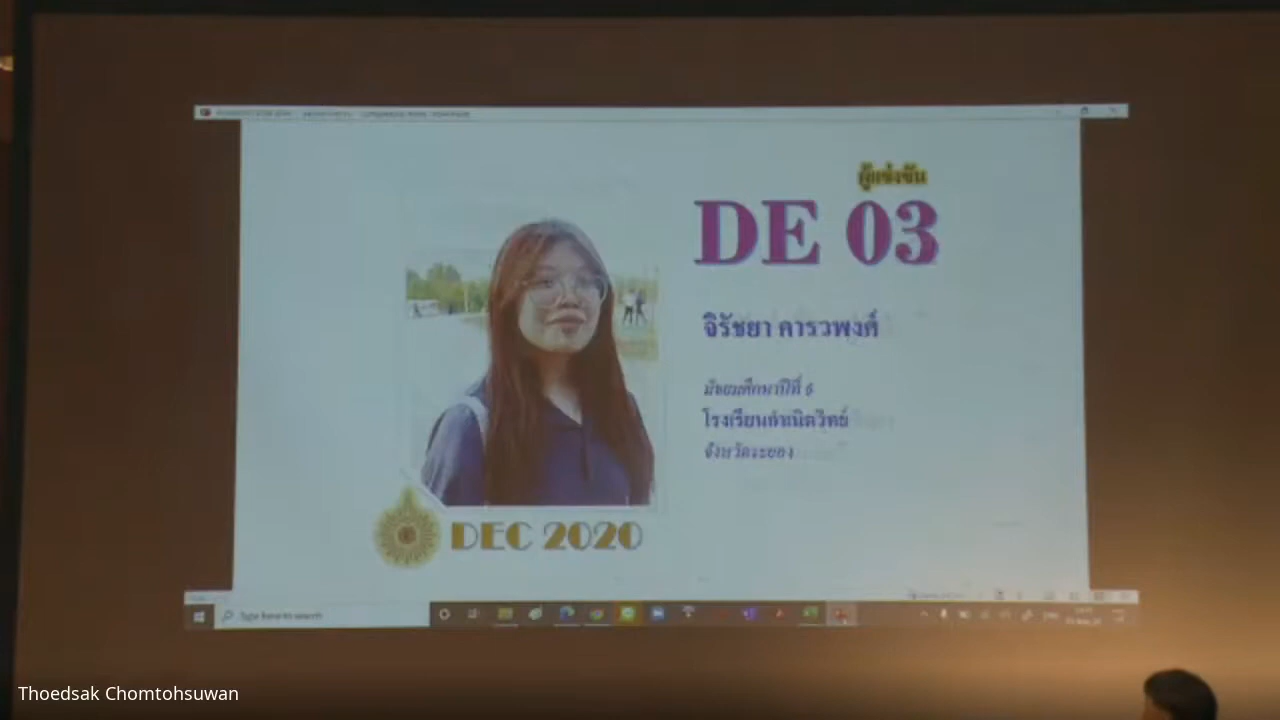 ผู้แข่งขัน
DE 03
จิรัชยา คารวพงศ์
มัธยมศึกษาปีที่ 6
โรงเรียนกำเนิดวิทย์
จังหวัดระยอง
DEC 2020
Type here to search
Thoedsak Chomtohsuwan